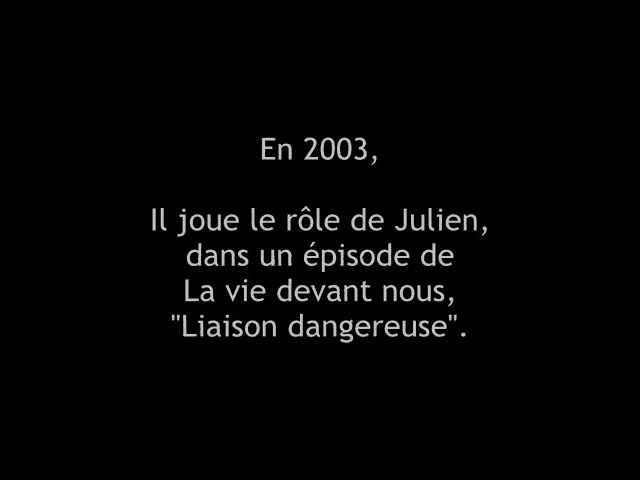 En 2003,
Il joue le rôle de Julien,
dans un épisode de
La vie devant nous,
"Liaison dangereuse".